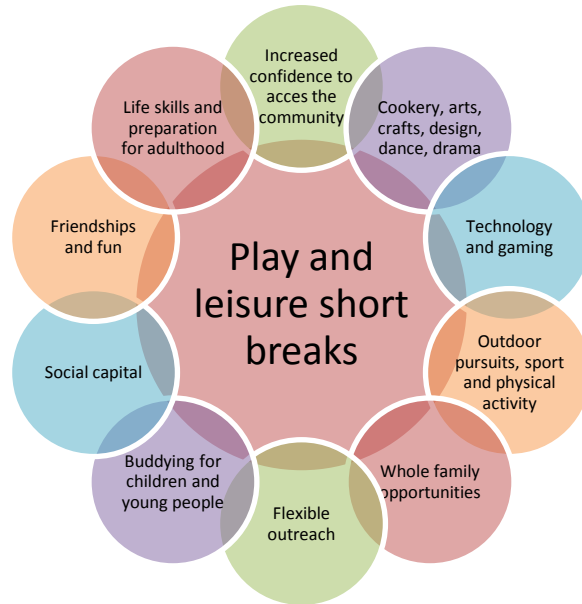 Increased
confidence to
acces the
community
Cookery, arts,
crafts, design,
dance, drama
Technology
and gaming
Outdoor
pursuits, sport
and physical
activity
Whole family
opportunities
Flexible
outreach
Buddying for
children and
young people
Social capital
Friendships
and fun
Life skills and
preparation
for adulthood
Play and
leisure short
breaks